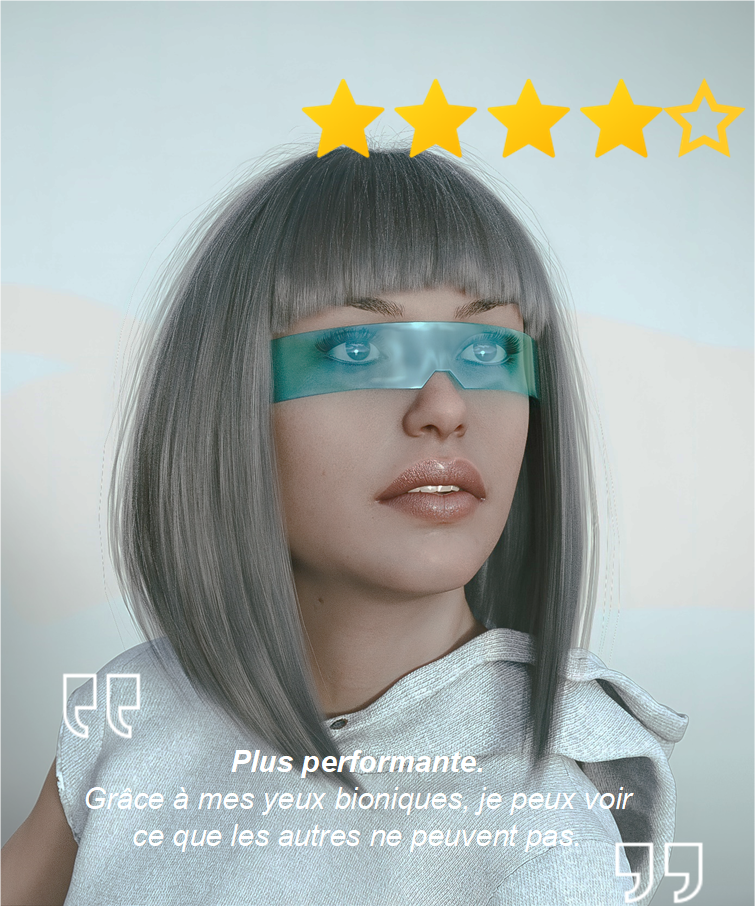 Plus performante.
Grâce à mes yeux bioniques, je peux voir
ce que les autres ne peuvent pas.